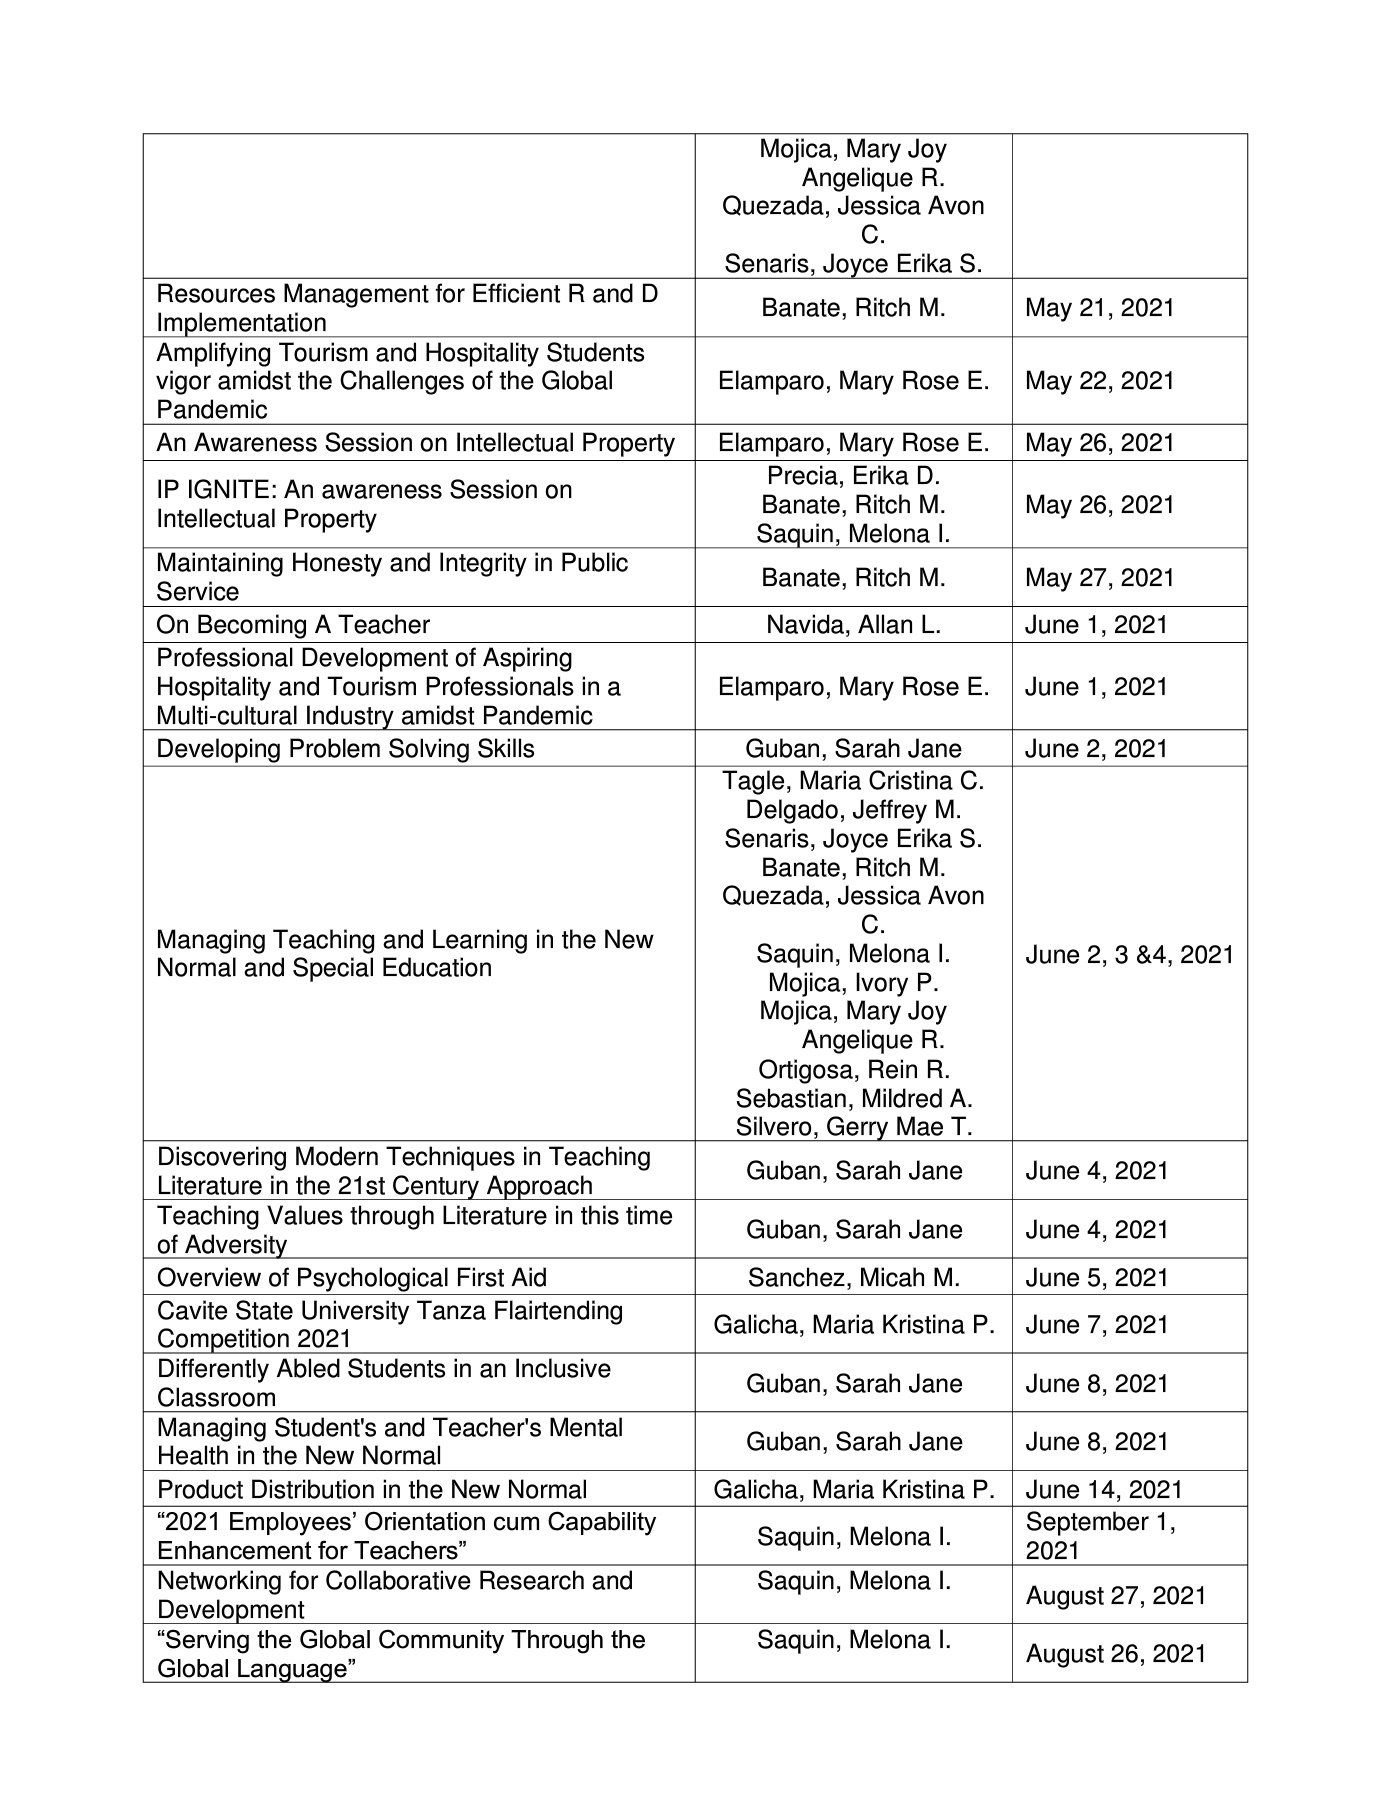 Mojica, Mary Joy
Angelique R.
Quezada, Jessica Avon
C.
Senaris, Joyce Erika S.
Resources Management for Efficient R and D
Implementation
Banate, Ritch M.
May 21, 2021
Amplifying Tourism and Hospitality Students
vigor amidst the Challenges of the Global
Pandemic
Elamparo, Mary Rose E.
May 22, 2021
An Awareness Session on Intellectual Property
Elamparo, Mary Rose E.
May 26, 2021
IP IGNITE: An awareness Session on
Intellectual Property
Precia, Erika D.
Banate, Ritch M.
Saquin, Melona I.
May 26, 2021
Maintaining Honesty and Integrity in Public
Service
Banate, Ritch M.
May 27, 2021
On Becoming A Teacher
Navida, Allan L.
June 1, 2021
Professional Development of Aspiring
Hospitality and Tourism Professionals in a
Multi-cultural Industry amidst Pandemic
Elamparo, Mary Rose E.
June 1, 2021
Developing Problem Solving Skills
Guban, Sarah Jane
June 2, 2021
Managing Teaching and Learning in the New
Normal and Special Education
Tagle, Maria Cristina C.
Delgado, Jeffrey M.
Senaris, Joyce Erika S.
Banate, Ritch M.
Quezada, Jessica Avon
C.
Saquin, Melona I.
Mojica, Ivory P.
Mojica, Mary Joy
Angelique R.
Ortigosa, Rein R.
Sebastian, Mildred A.
Silvero, Gerry Mae T.
June 2, 3 &4, 2021
Discovering Modern Techniques in Teaching
Literature in the 21st Century Approach
Guban, Sarah Jane
June 4, 2021
Teaching Values through Literature in this time
of Adversity
Guban, Sarah Jane
June 4, 2021
Overview of Psychological First Aid
Sanchez, Micah M.
June 5, 2021
Cavite State University Tanza Flairtending
Competition 2021
Galicha, Maria Kristina P.
June 7, 2021
Differently Abled Students in an Inclusive
Classroom
Guban, Sarah Jane
June 8, 2021
Managing Student's and Teacher's Mental
Health in the New Normal
Guban, Sarah Jane
June 8, 2021
Product Distribution in the New Normal
Galicha, Maria Kristina P.
June 14, 2021
“2021 Employees’ Orientation cum Capability
Enhancement for Teachers”
Saquin, Melona I.
September 1,
2021
Networking for Collaborative Research and
Development
Saquin, Melona I.
August 27, 2021
“Serving the Global Community Through the
Global Language”
Saquin, Melona I.
August 26, 2021